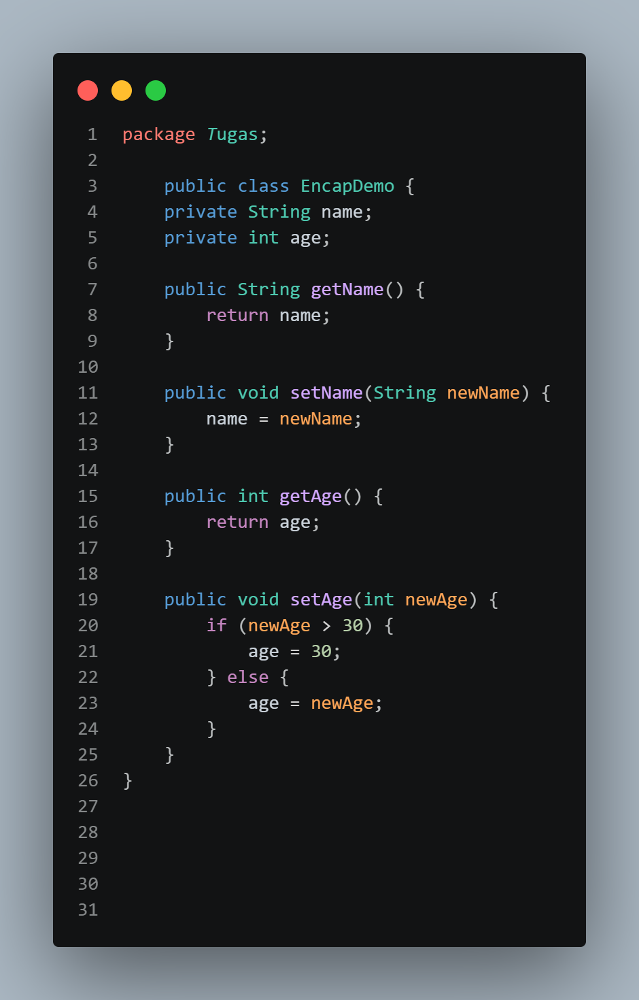 1 package Tugas;
2
3     public class EncapDemo {
4     private String name;
5     private int age;
6
7     public String getName() {
8         return name;
9     }
10
11     public void setName(String newName) {
12         name = newName;
13     }
14
15     public int getAge() {
16         return age;
17     }
18
19     public void setAge(int newAge) {
20         if (newAge > 30) {
21             age = 30;
22         } else {
23             age = newAge;
24         }
25     }
26 }
27
28
29
30
31